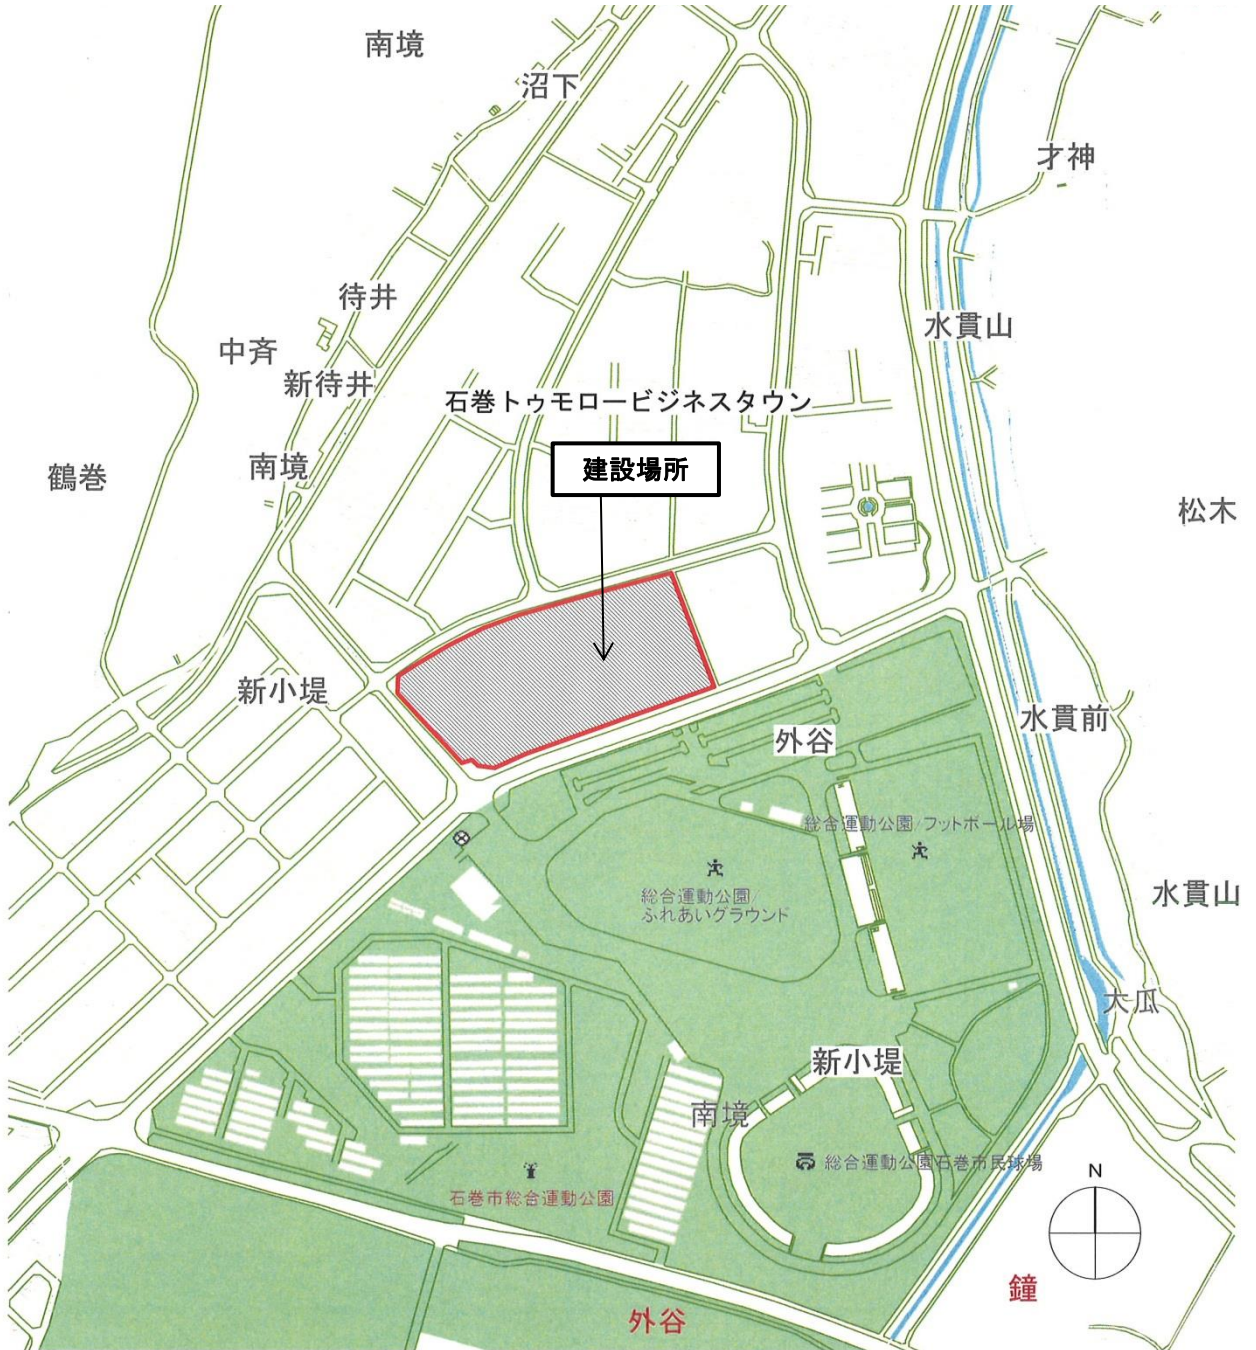 南境
沼下
才神
待井
水貫山
中斉
新待井
石巻トゥモロービジネスタウン
建設場所
南境
鶴巻
松木
新小堤
水貫前
外谷
総合運動公園/フットボール場
総合運動公園/
ふれあいグラウンド
水貫山
大瓜
新小堤
南境
総合運動公園石巻市民球場
石巻市総合運動公園
N
鐘
外谷